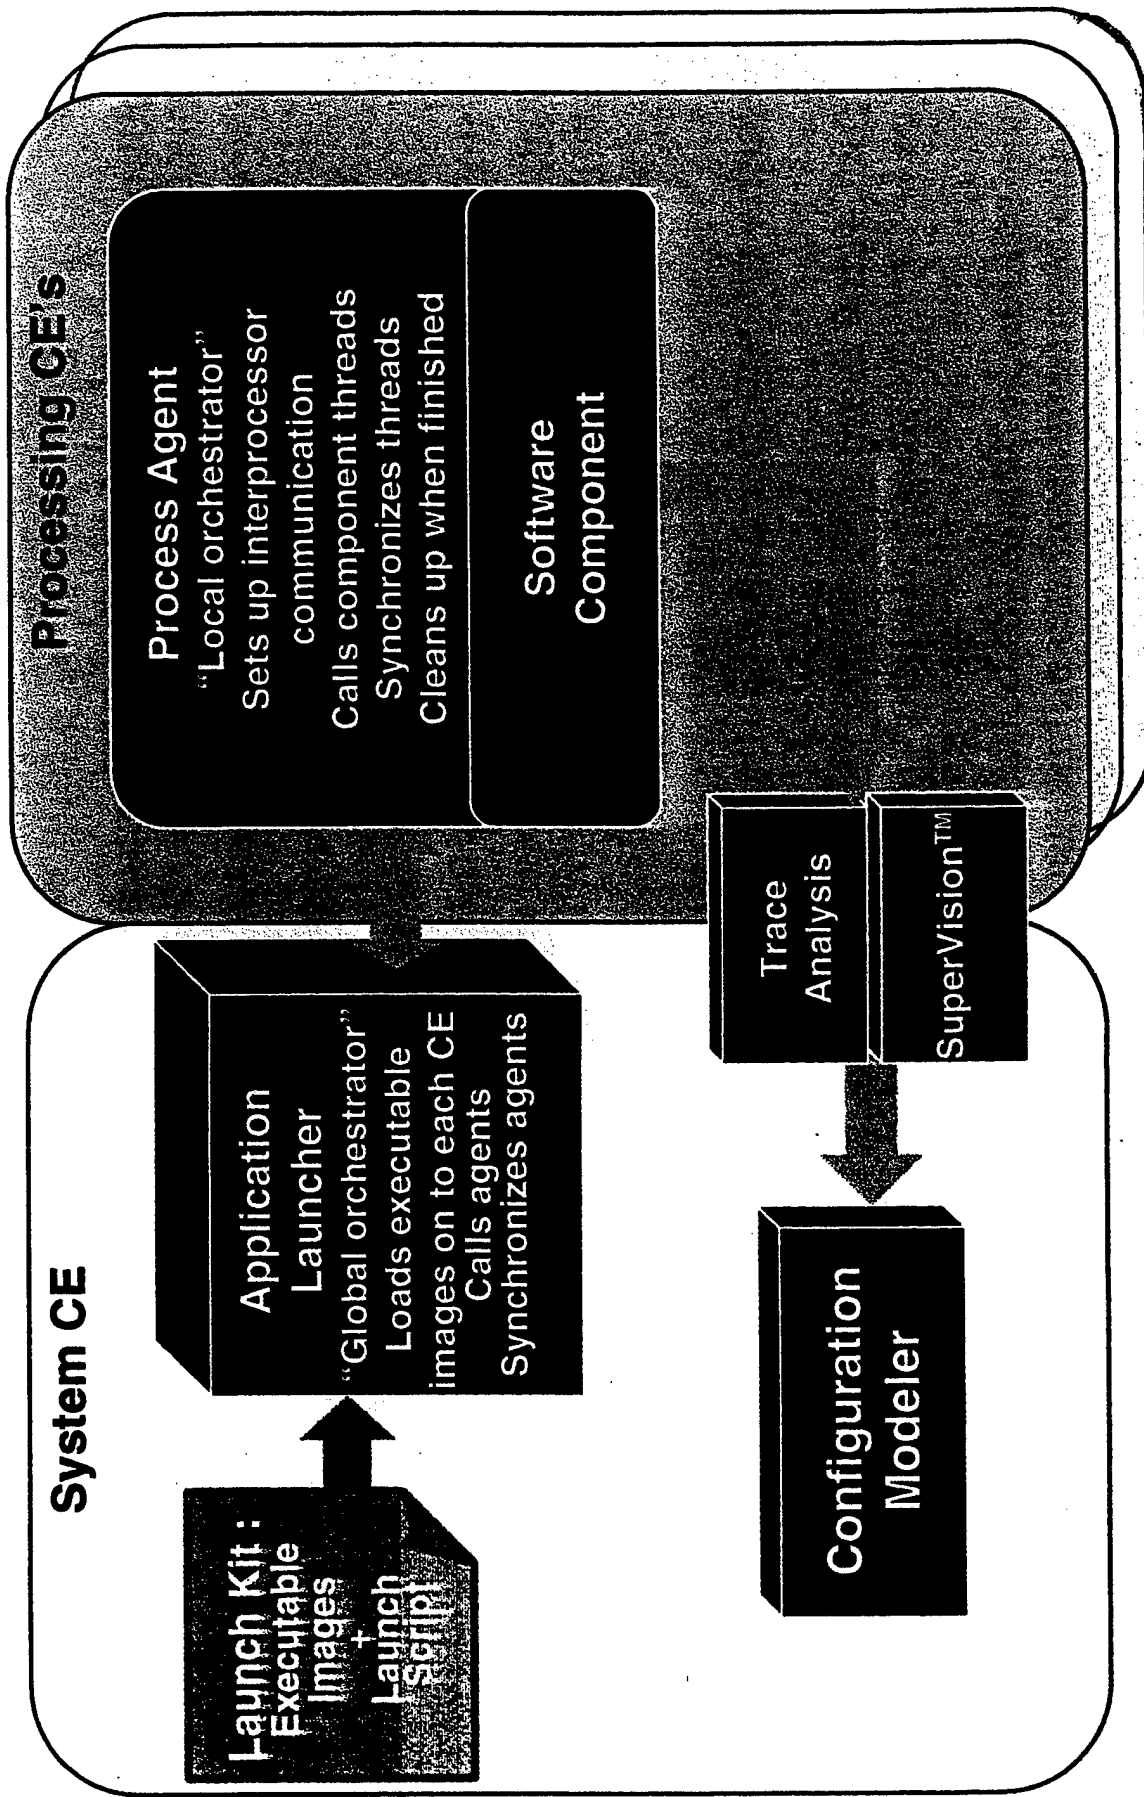 System CE
Launch Kit :
Executable
Images
+
Launch
Script
Application
Launcher
“Global orchestrator”
Loads executable
images on to each CE
Calls agents
Synchronizes agents
Configuration
Modeler
Processing CE's
Process Agent
“Local orchestrator”
Sets up interprocessor
communication
Calls component threads
Synchronizes threads
Cleans up when finished
Software
Component
Trace
Analysis
SuperVision™